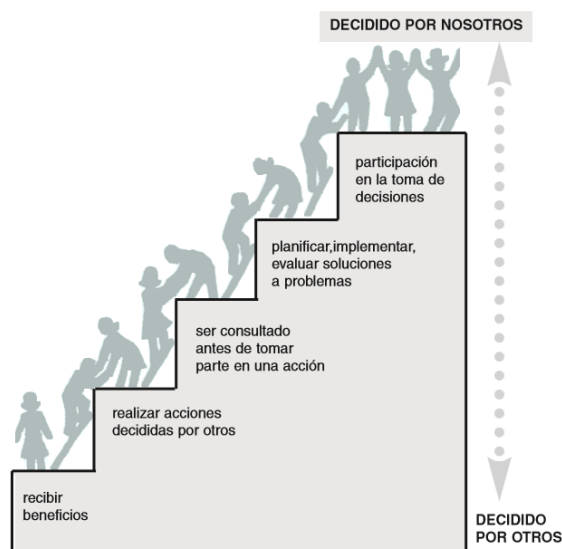 DECIDIDO POR NOSOTROS
participación
en la toma de
decisiones
planificar,implementar,
evaluar soluciones
a problemas
ser consultado
antes de tomar
parte en una acción
realizar acciones
decididas por otros
recibir
beneficios
DECIDIDO
POR OTROS